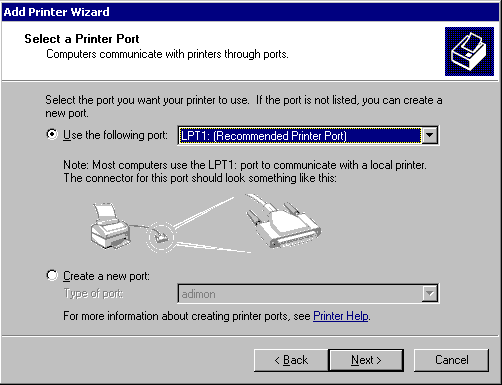 Add Printer Wizard
Select a Printer Port
Computers communicate with printers through ports.
Select the port you want your printer to use.  If the port is not listed, you can create a
new port.
Use the following port: LPT1: (Recommended Printer Port)
Note: Most computers use the LPT1: port to communicate with a local printer.
The connector for this port should look something like this:
Create a new port:
Type of port: adimon
For more information about creating printer ports, see Printer Help.
< Back Next > Cancel